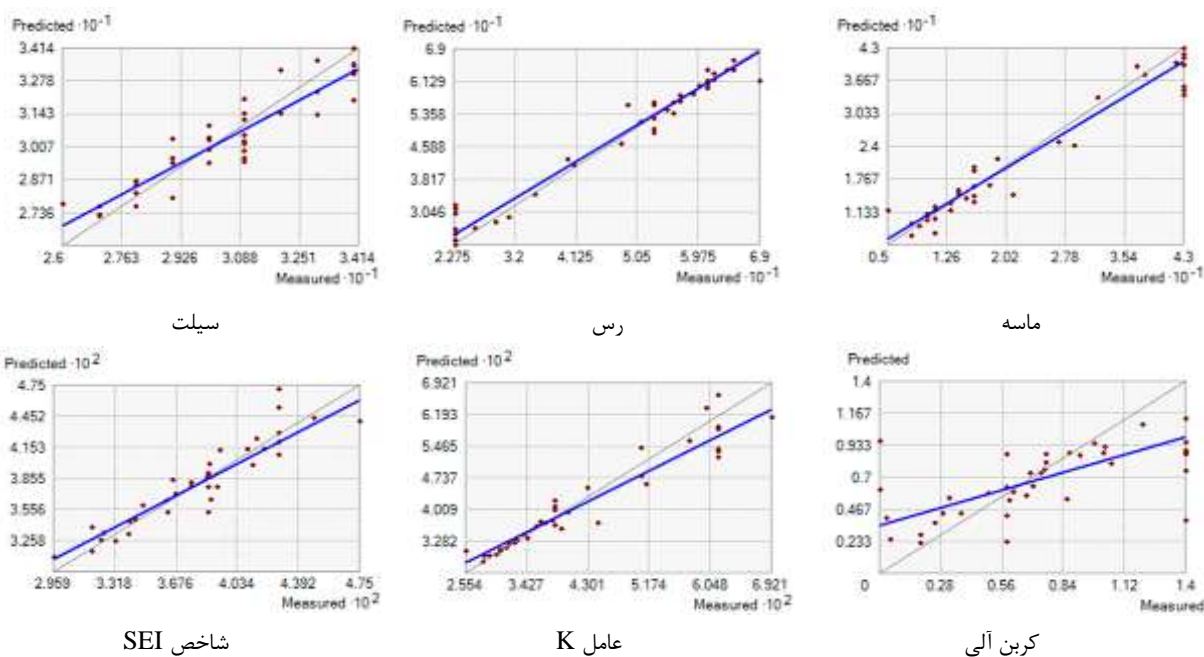 Predicted ·10⁻¹
3.414
3.278
3.143
3.007
2.871
2.736
2.6 2.763 2.926 3.088 3.251 3.414
Measured ·10⁻¹
سیلت
Predicted ·10⁻¹
6.9
6.129
5.358
4.588
3.817
3.046
2.275 3.2 4.125 5.05 5.975 6.9
Measured ·10⁻¹
رس
Predicted ·10⁻¹
4.3
3.667
3.033
2.4
1.767
1.133
0.5 1.26 2.02 2.78 3.54 4.3
Measured ·10⁻¹
ماسه
Predicted ·10²
4.75
4.452
4.153
3.855
3.556
3.258
2.959 3.318 3.676 4.034 4.392 4.75
Measured ·10²
شاخص SEI
Predicted ·10²
6.921
6.193
5.465
4.737
4.009
3.282
2.554 3.427 4.301 5.174 6.048 6.921
Measured ·10²
عامل K
Predicted
1.4
1.167
0.933
0.7
0.467
0.233
0 0.28 0.56 0.84 1.12 1.4
Measured
کربن آلی